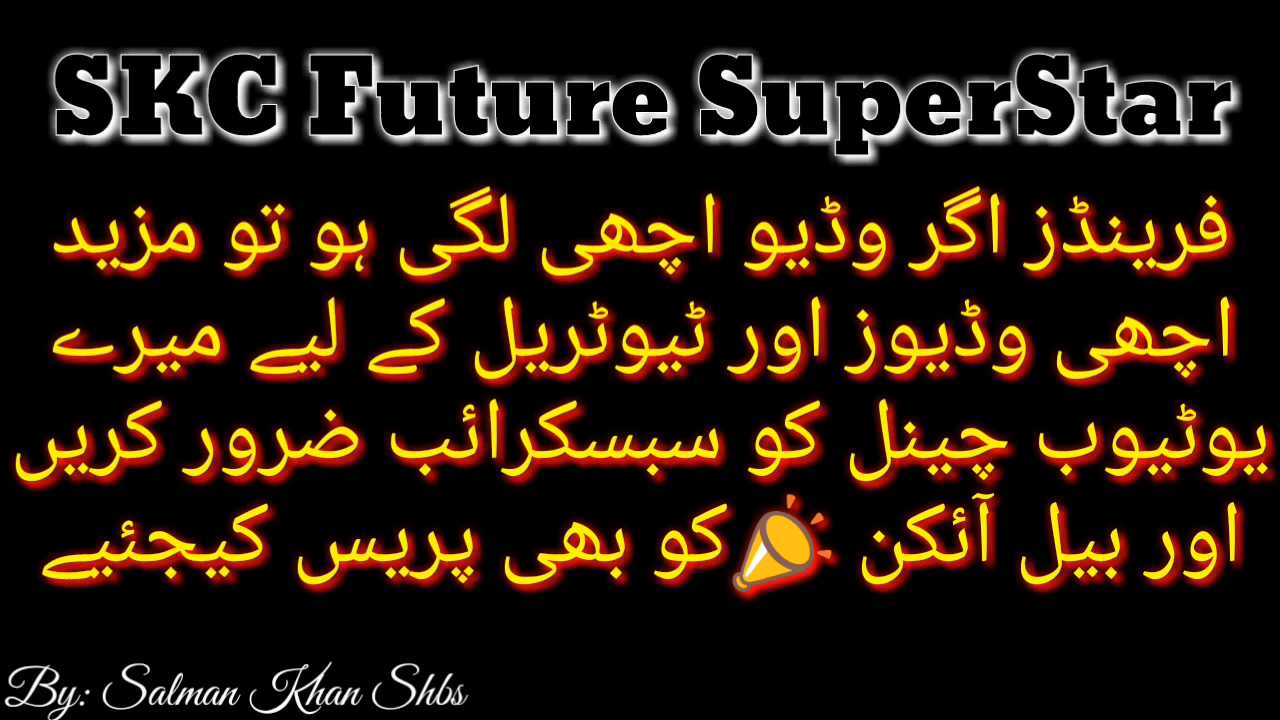 SKC Future SuperStar
فرینڈز اگر وڈیو اچھی لگی ہو تو مزید
اچھی وڈیوز اور ٹیوٹریل کے لیے میرے
یوٹیوب چینل کو سبسکرائب ضرور کریں
اور بیل آئکن کو بھی پریس کیجئیے
By: Salman Khan Shbs